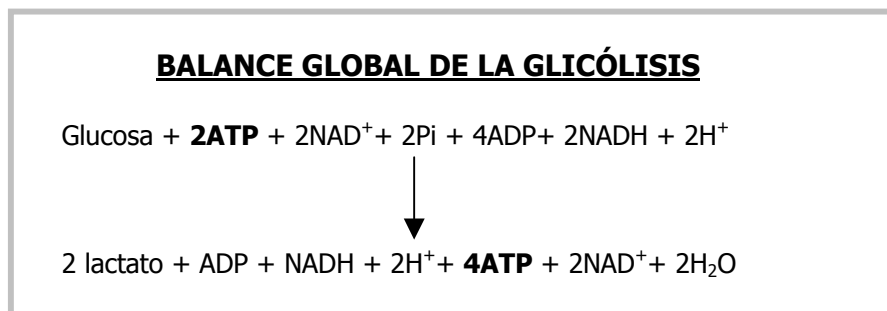 BALANCE GLOBAL DE LA GLICÓLISIS
Glucosa + 2ATP + 2NAD⁺+ 2Pi + 4ADP+ 2NADH + 2H⁺
2 lactato + ADP + NADH + 2H⁺+ 4ATP + 2NAD⁺+ 2H₂O